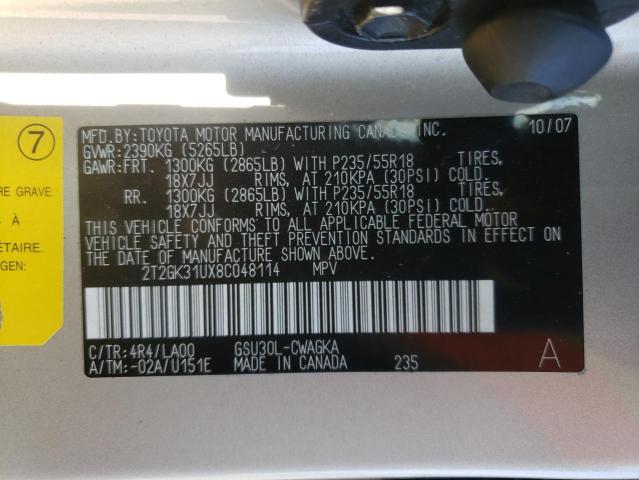 MFD.BY:TOYOTA MOTOR MANUFACTURING CANADA INC. 10/07
GVWR:2390KG (5265LB)
GAWR:FRT. 1300KG (2865LB) WITH P235/55R18 TIRES,
18X7JJ RIMS, AT 210KPA (30PSI) COLD.
RR. 1300KG (2865LB) WITH P235/55R18 TIRES,
18X7JJ RIMS, AT 210KPA (30PSI) COLD.
THIS VEHICLE CONFORMS TO ALL APPLICABLE FEDERAL MOTOR
VEHICLE SAFETY AND THEFT PREVENTION STANDARDS IN EFFECT ON
THE DATE OF MANUFACTURE SHOWN ABOVE.
2T2GK31UX8C048114 MPV
C/TR:4R4/LA00 GSU30L-CWAGKA
A/TM:-02A/U151E MADE IN CANADA 235 A
7
RE GRAVE:
S À
ÉTAIRE.
GEN: